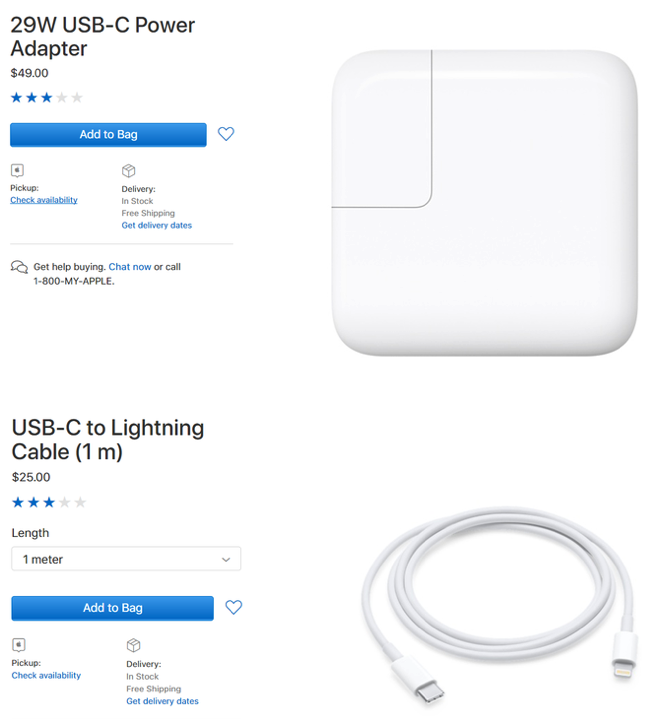 29W USB-C Power
Adapter
$49.00
Add to Bag
Pickup:
Check availability
Delivery:
In Stock
Free Shipping
Get delivery dates
Get help buying. Chat now or call
1-800-MY-APPLE.
USB-C to Lightning
Cable (1 m)
$25.00
Length
1 meter
Add to Bag
Pickup:
Check availability
Delivery:
In Stock
Free Shipping
Get delivery dates